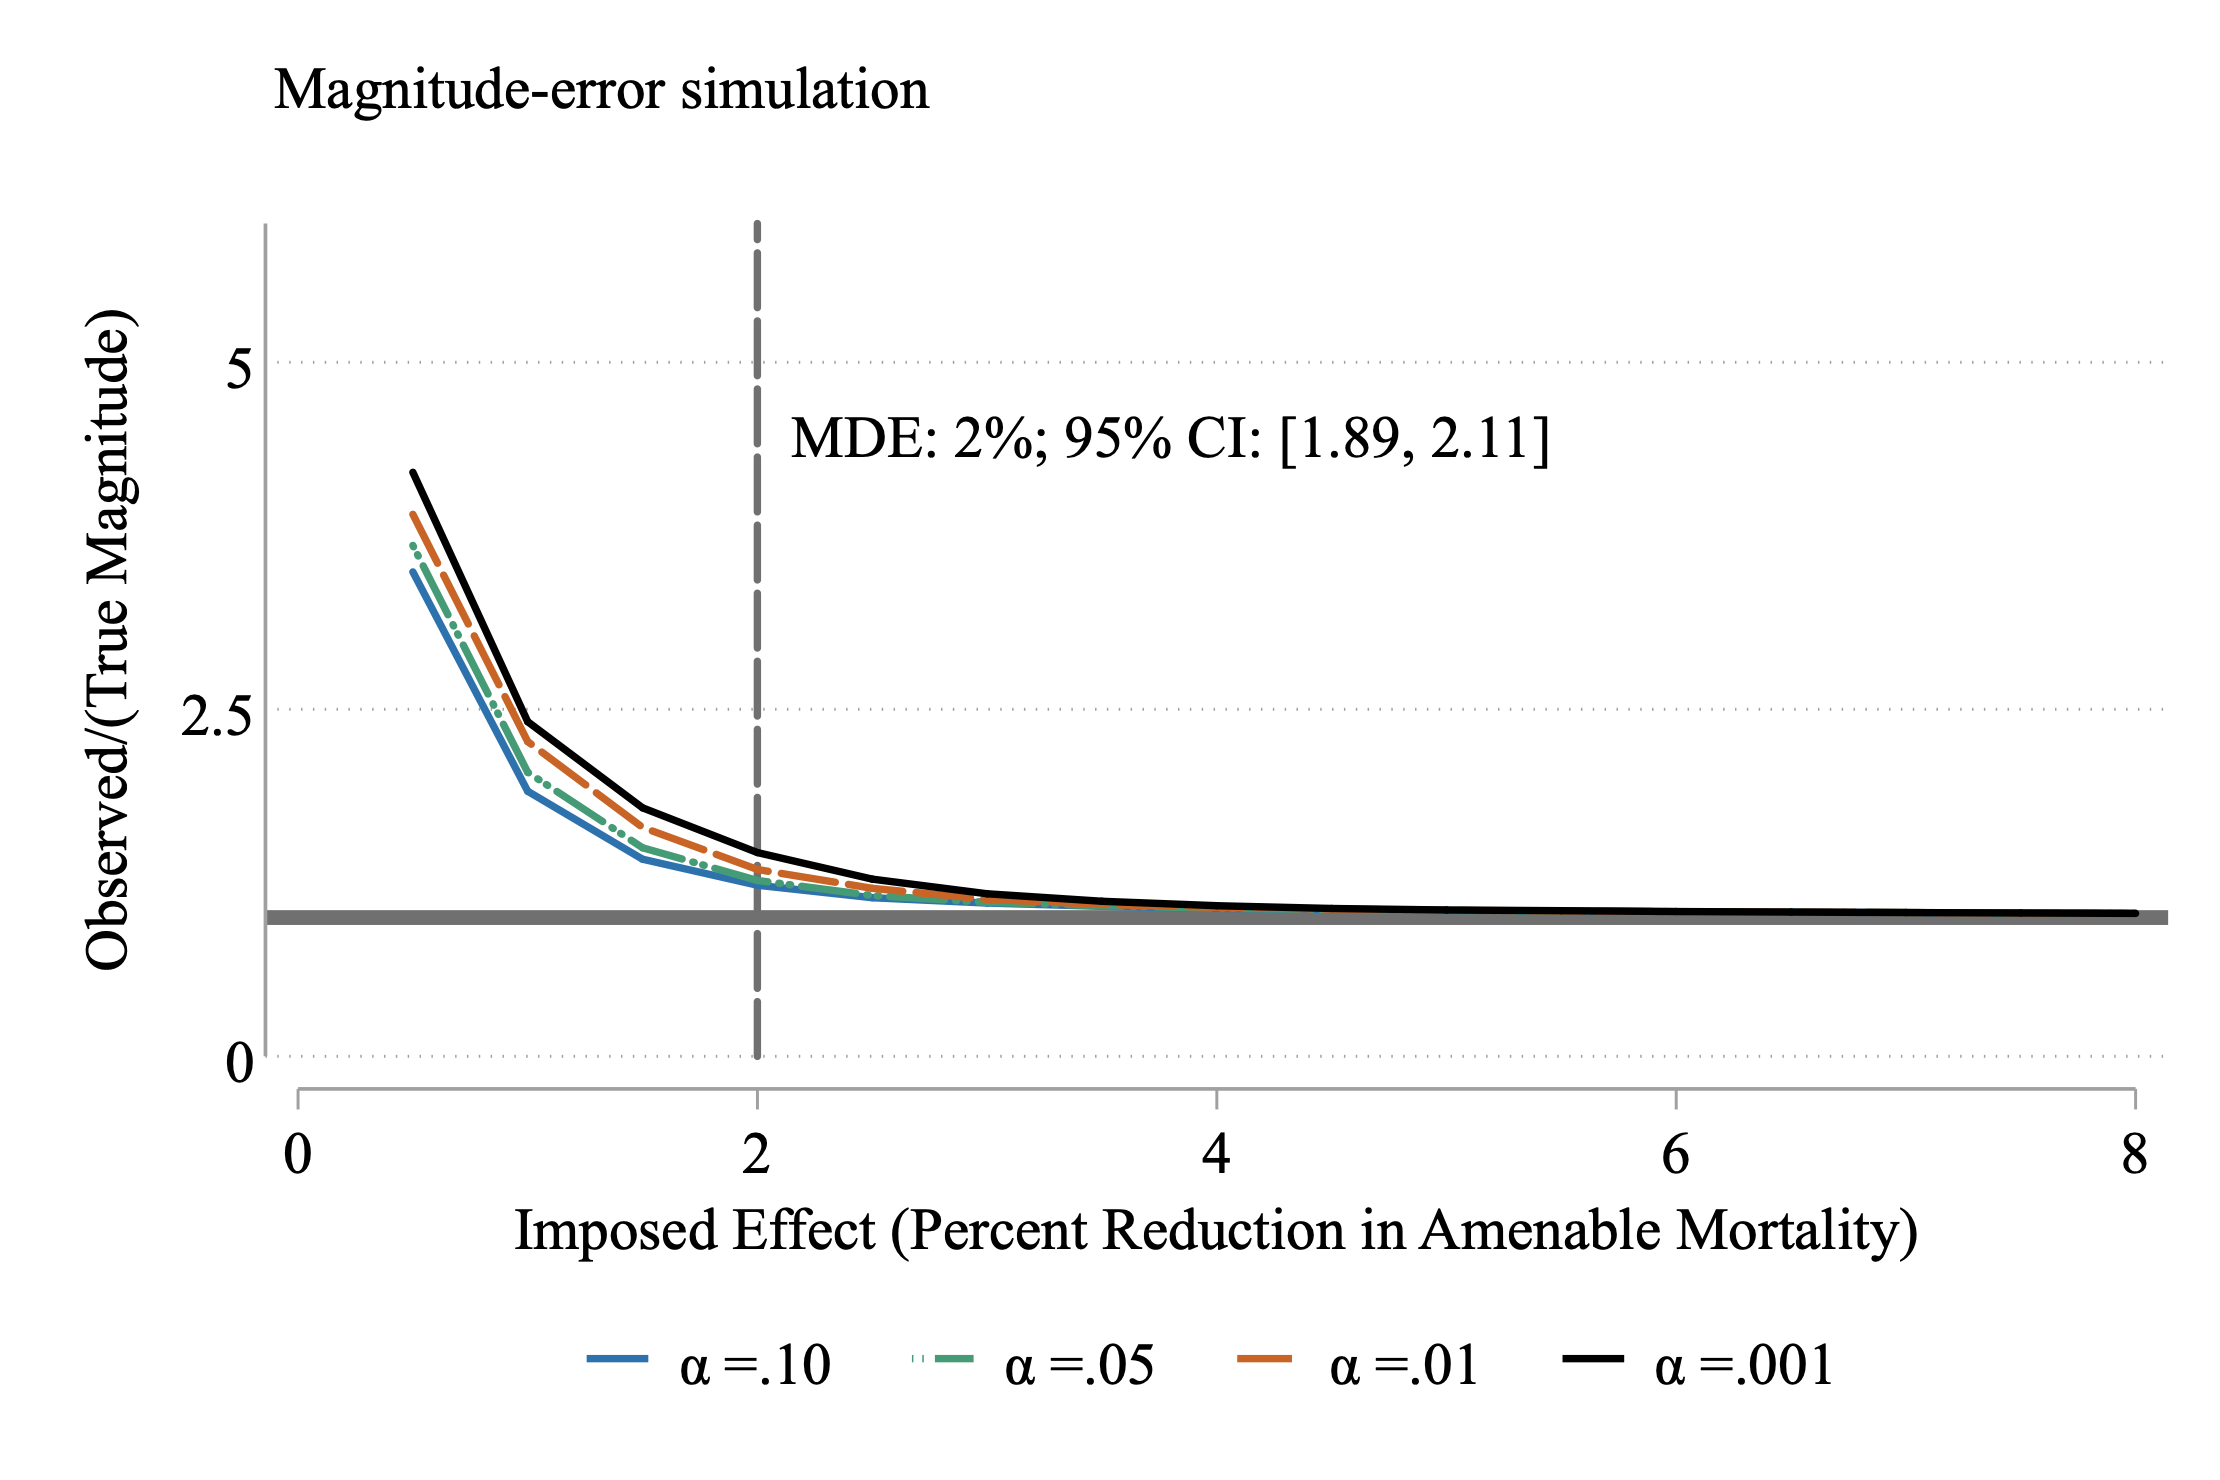 Magnitude-error simulation
Observed/(True Magnitude)
5
2.5
0
MDE: 2%; 95% CI: [1.89, 2.11]
0 2 4 6 8
Imposed Effect (Percent Reduction in Amenable Mortality)
α =.10 α =.05 α =.01 α =.001